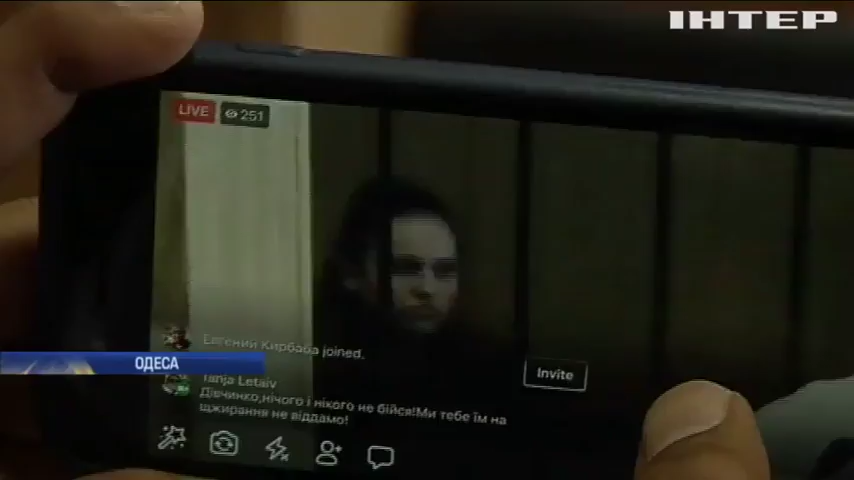 ІНТЕР
LIVE 251
Евгений Кирбаба joined.
ОДЕСА
Tanja Letaiv
Invite
Дівчинко,нічого і нікого не бійся!Ми тебе їм на
зжирання не віддамо!